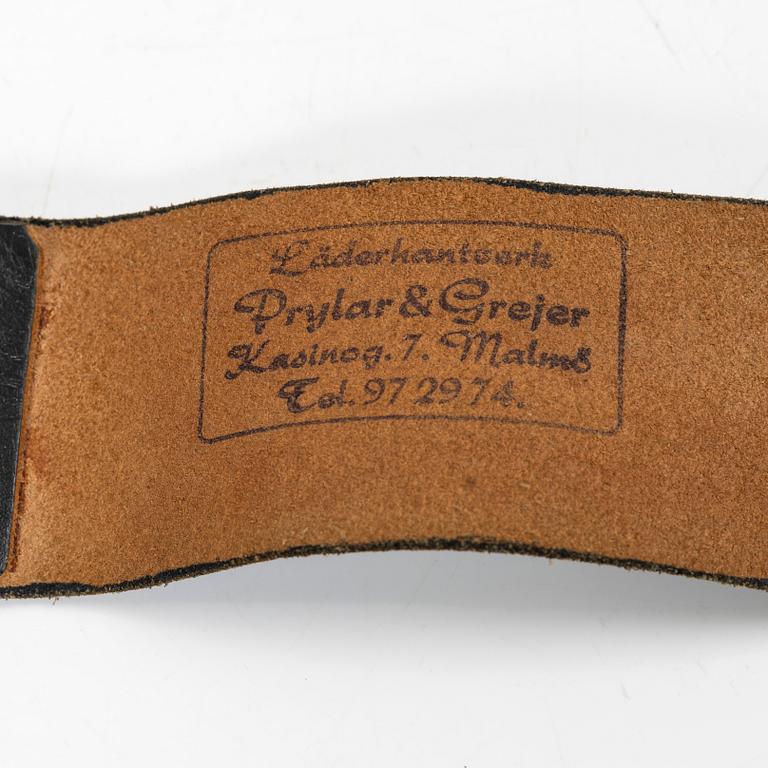 Läderhantverk
Prylar & Grejer
Kasinog. 7. Malmö
Tel. 97 29 74.